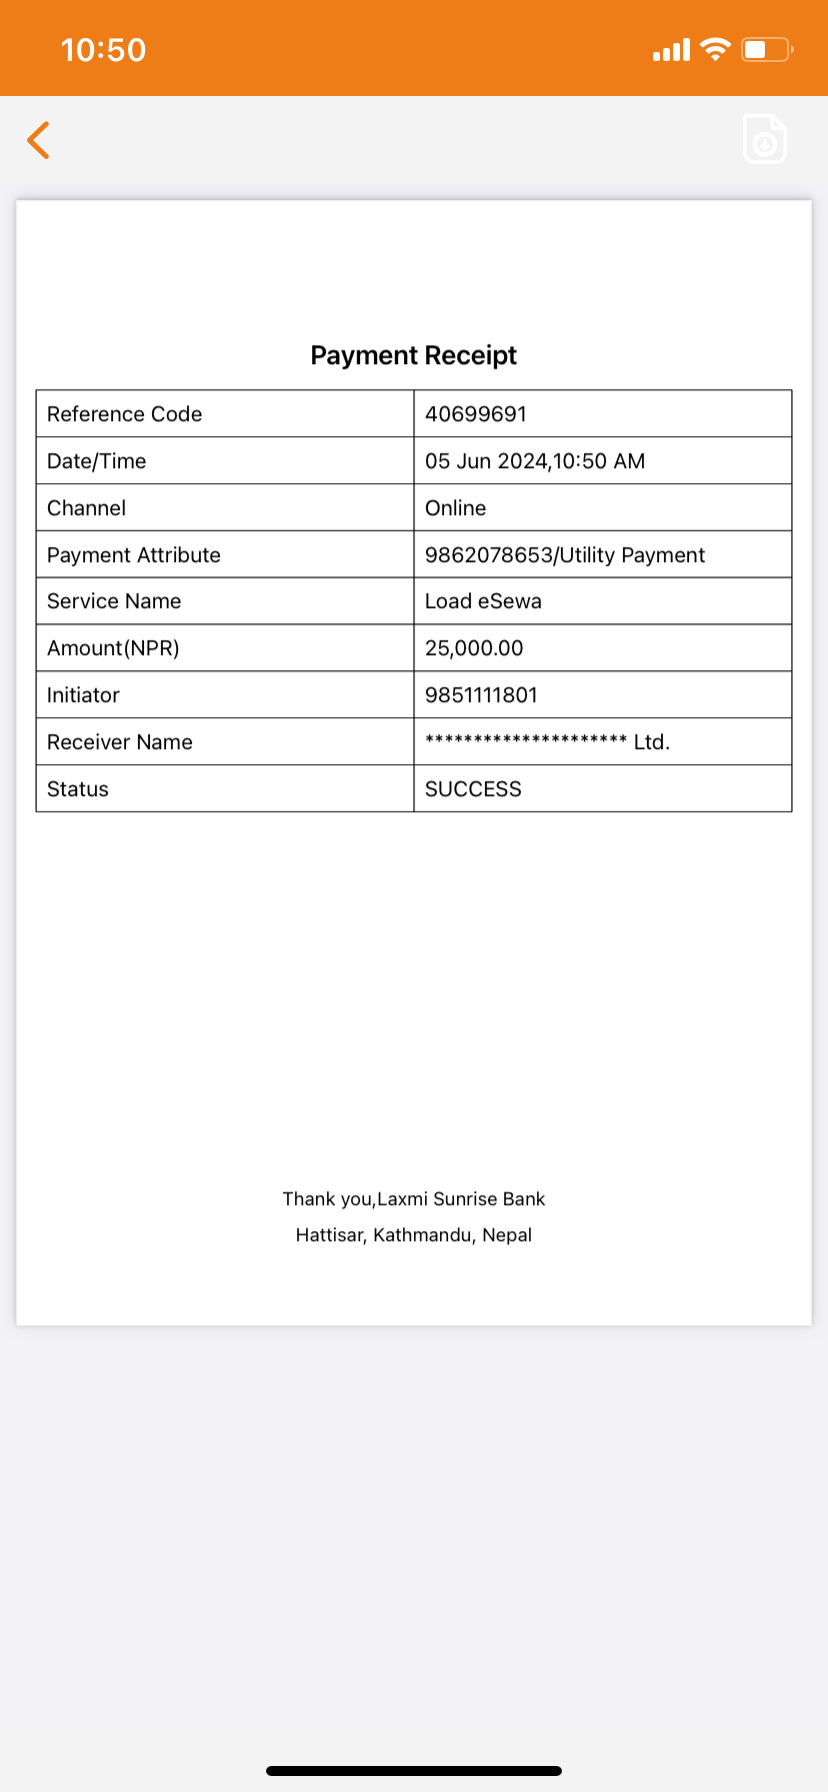 10:50
Payment Receipt
Reference Code 40699691
Date/Time 05 Jun 2024,10:50 AM
Channel Online
Payment Attribute 9862078653/Utility Payment
Service Name Load eSewa
Amount(NPR) 25,000.00
Initiator 9851111801
Receiver Name ********************* Ltd.
Status SUCCESS
Thank you,Laxmi Sunrise Bank
Hattisar, Kathmandu, Nepal